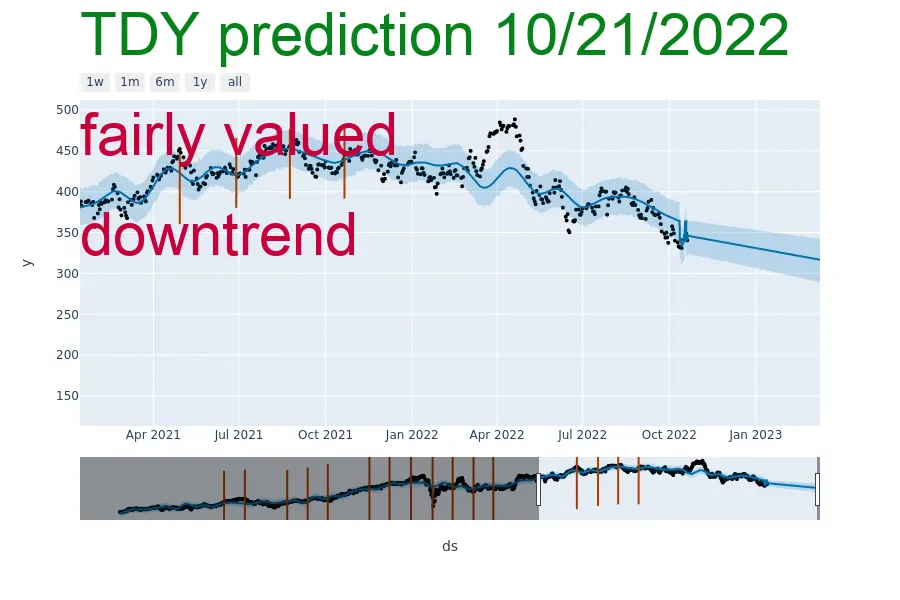 TDY prediction 10/21/2022
1w 1m 6m 1y all
500
fairly valued
450
400
350
downtrend
300
250
200
150
y
Apr 2021 Jul 2021 Oct 2021 Jan 2022 Apr 2022 Jul 2022 Oct 2022 Jan 2023
ds